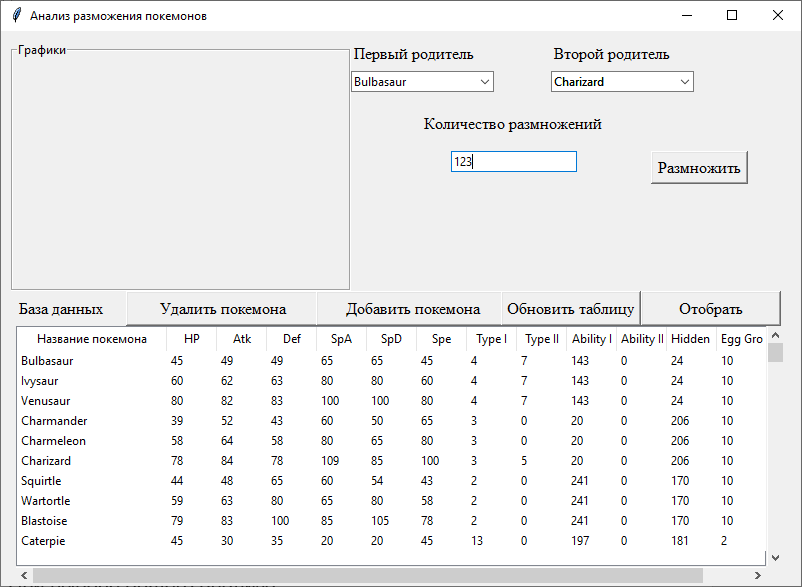 Анализ размножения покемонов
Графики
Первый родитель Второй родитель
Bulbasaur Charizard
Количество размножений
123
Размножить
База данных Удалить покемона Добавить покемона Обновить таблицу Отобрать
Название покемона HP Atk Def SpA SpD Spe Type I Type II Ability I Ability II Hidden Egg Gro
Bulbasaur 45 49 49 65 65 45 4 7 143 0 24 10
Ivysaur 60 62 63 80 80 60 4 7 143 0 24 10
Venusaur 80 82 83 100 100 80 4 7 143 0 24 10
Charmander 39 52 43 60 50 65 3 0 20 0 206 10
Charmeleon 58 64 58 80 65 80 3 0 20 0 206 10
Charizard 78 84 78 109 85 100 3 5 20 0 206 10
Squirtle 44 48 65 60 54 43 2 0 241 0 170 10
Wartortle 59 63 80 65 80 58 2 0 241 0 170 10
Blastoise 79 83 100 85 105 78 2 0 241 0 170 10
Caterpie 45 30 35 20 20 45 13 0 197 0 181 2